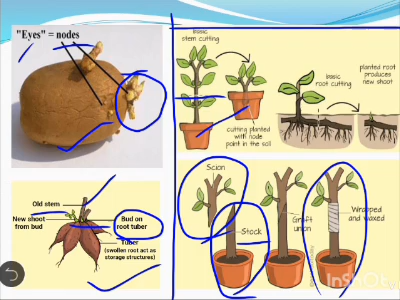 "Eyes" = nodes
basic
stem cutting
cutting planted
with node
point in the soil
basic
root cutting
planted root
produces
new shoot
Old stem
New shoot
from bud
Bud on
root tuber
Tuber
(swollen root act as
storage structures)
Scion
Stock
Graft
union
Wrapped
and waxed
InShOt